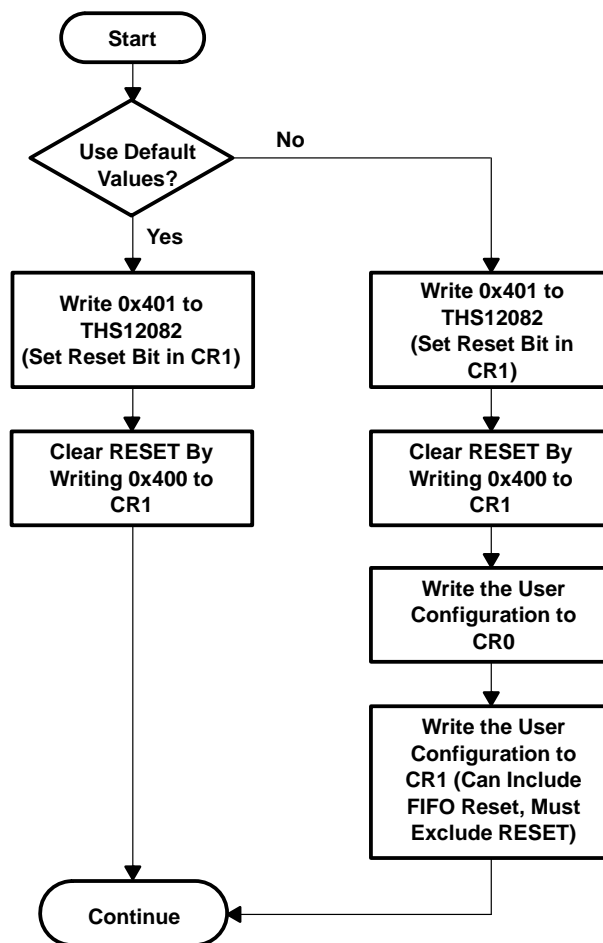 Start
Use Default
Values?
No
Yes
Write 0x401 to
THS12082
(Set Reset Bit in CR1)
Clear RESET By
Writing 0x400 to
CR1
Write 0x401 to
THS12082
(Set Reset Bit in
CR1)
Clear RESET By
Writing 0x400 to
CR1
Write the User
Configuration to
CR0
Write the User
Configuration to
CR1 (Can Include
FIFO Reset, Must
Exclude RESET)
Continue